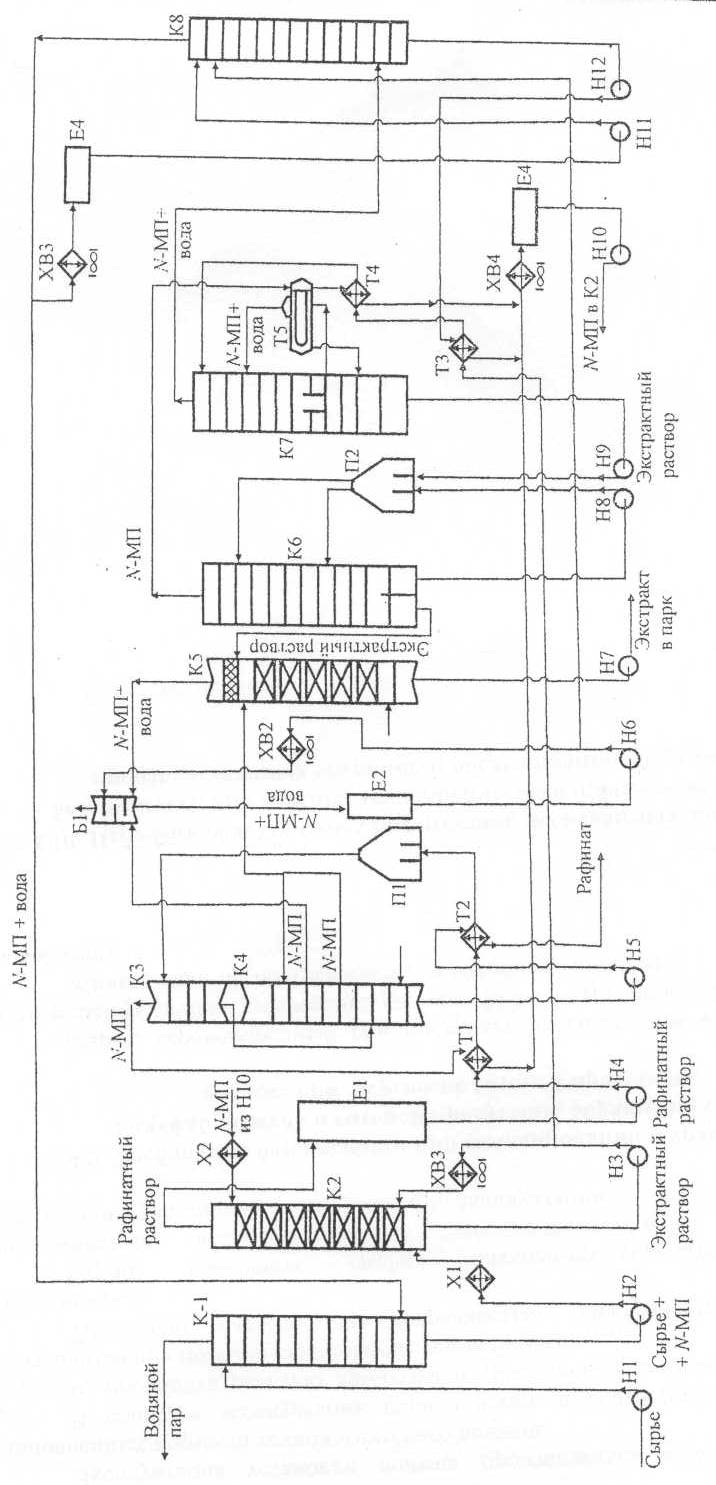 N-МП + вода
К8
ХВ3
Е4
N-МП+
вода
N-МП
N-МП+
вода
Т5
Т4
Т3
ХВ4
Е4
К7
П2
К6
К5
Экстрактный раствор
N-МП+
вода
ХВ2
Б1
N-МП+
вода
Е2
П1
N-МП
К3
К4
N-МП
N-МП
Т2
Т1
Рафинат
Е1
Рафинатный
раствор
Х2
N-МП
из Н10
К2
ХВ3
Х1
К-1
Водяной
пар
Сырье
Н1
Н2
Сырье +
+ N-МП
Н3
Экстрактный
раствор
Н4
Рафинатный
раствор
Н5
Н6
Н7
Экстракт
в парк
Н8
Н9
Экстрактный
раствор
Н10
N-МП в К2
Н11
Н12